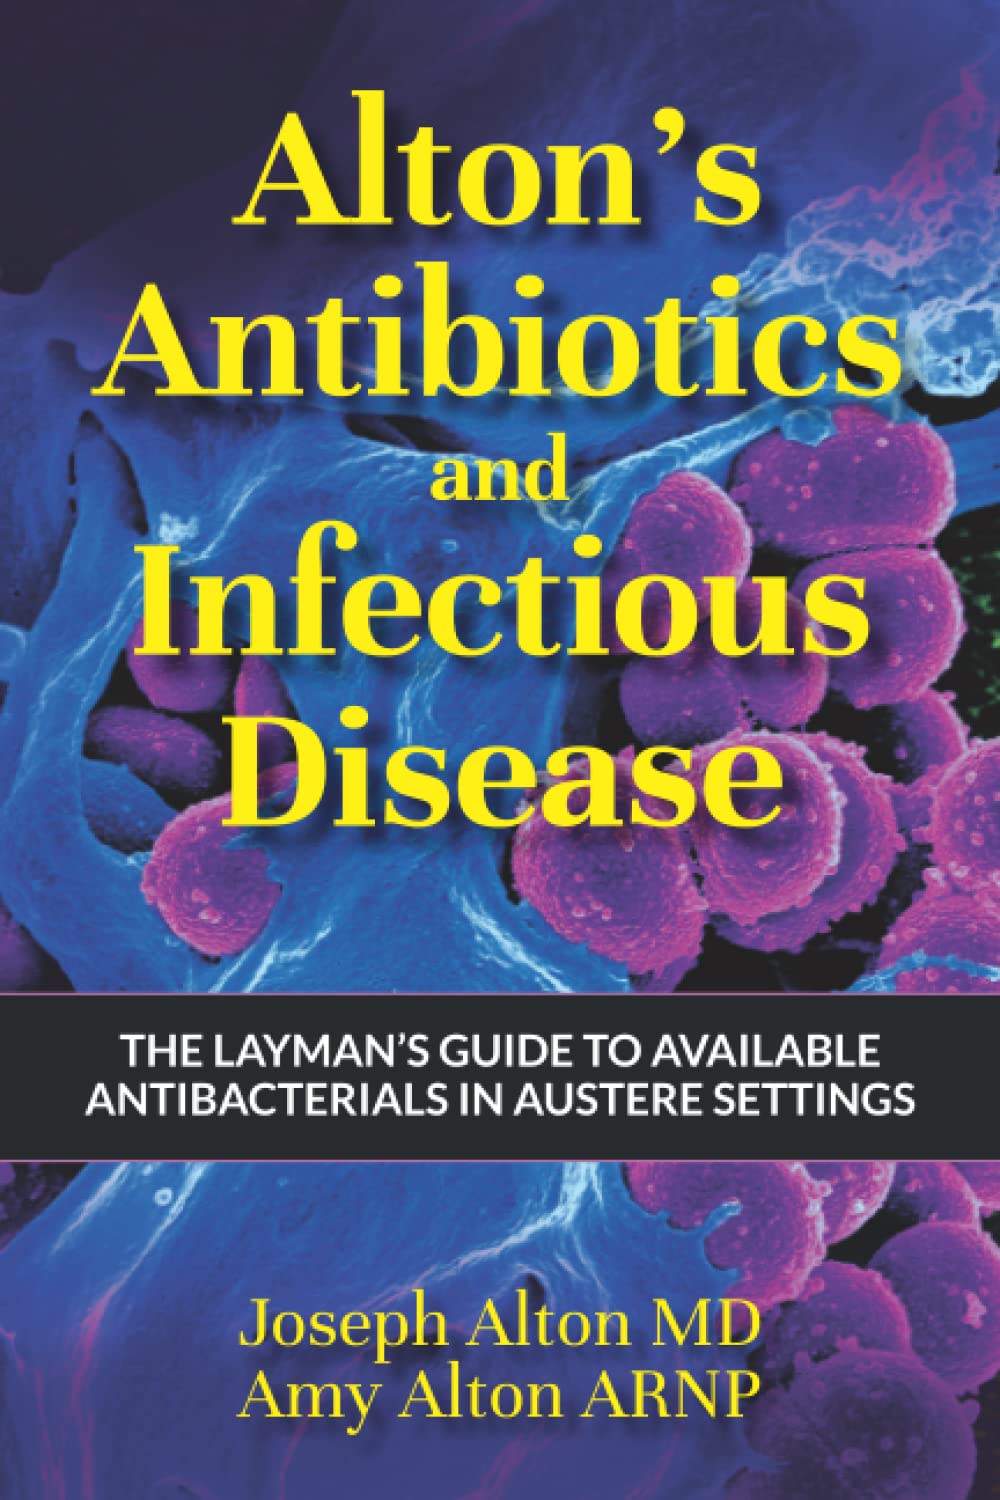 Alton’s
Antibiotics
and
Infectious
Disease
THE LAYMAN’S GUIDE TO AVAILABLE
ANTIBACTERIALS IN AUSTERE SETTINGS
Joseph Alton MD
Amy Alton ARNP